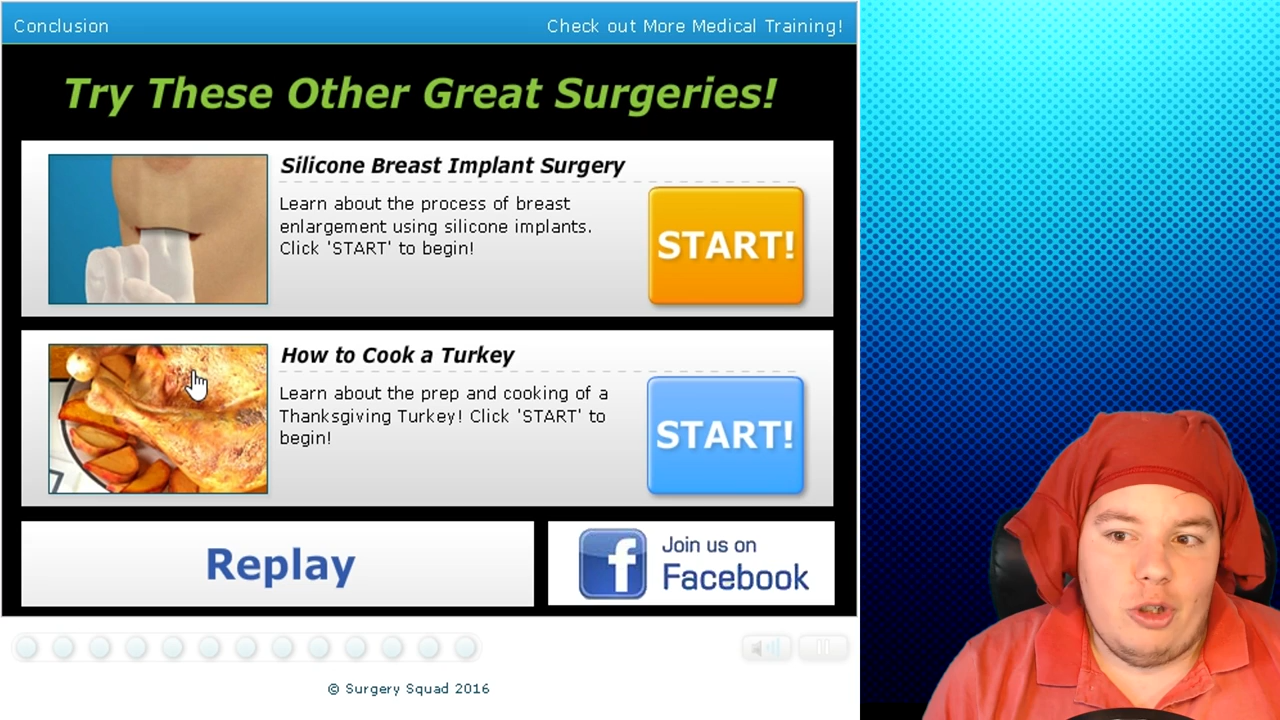 Conclusion
Check out More Medical Training!
Try These Other Great Surgeries!
Silicone Breast Implant Surgery
Learn about the process of breast
enlargement using silicone implants.
Click 'START' to begin!
START!
How to Cook a Turkey
Learn about the prep and cooking of a
Thanksgiving Turkey! Click 'START' to
begin!
START!
Replay
f
Join us on
Facebook
© Surgery Squad 2016